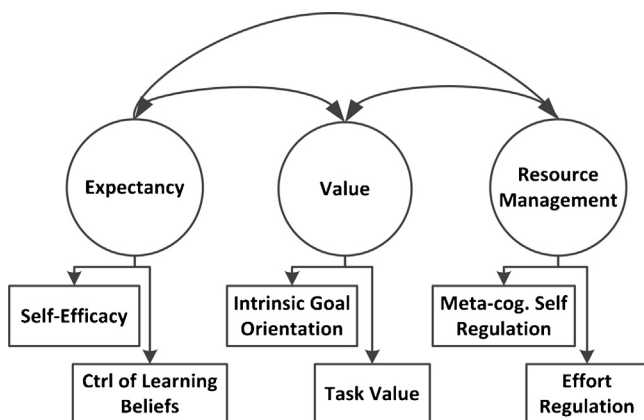 Expectancy
Value
Resource
Management
Self-Efficacy
Intrinsic Goal
Orientation
Meta-cog. Self
Regulation
Ctrl of Learning
Beliefs
Task Value
Effort
Regulation